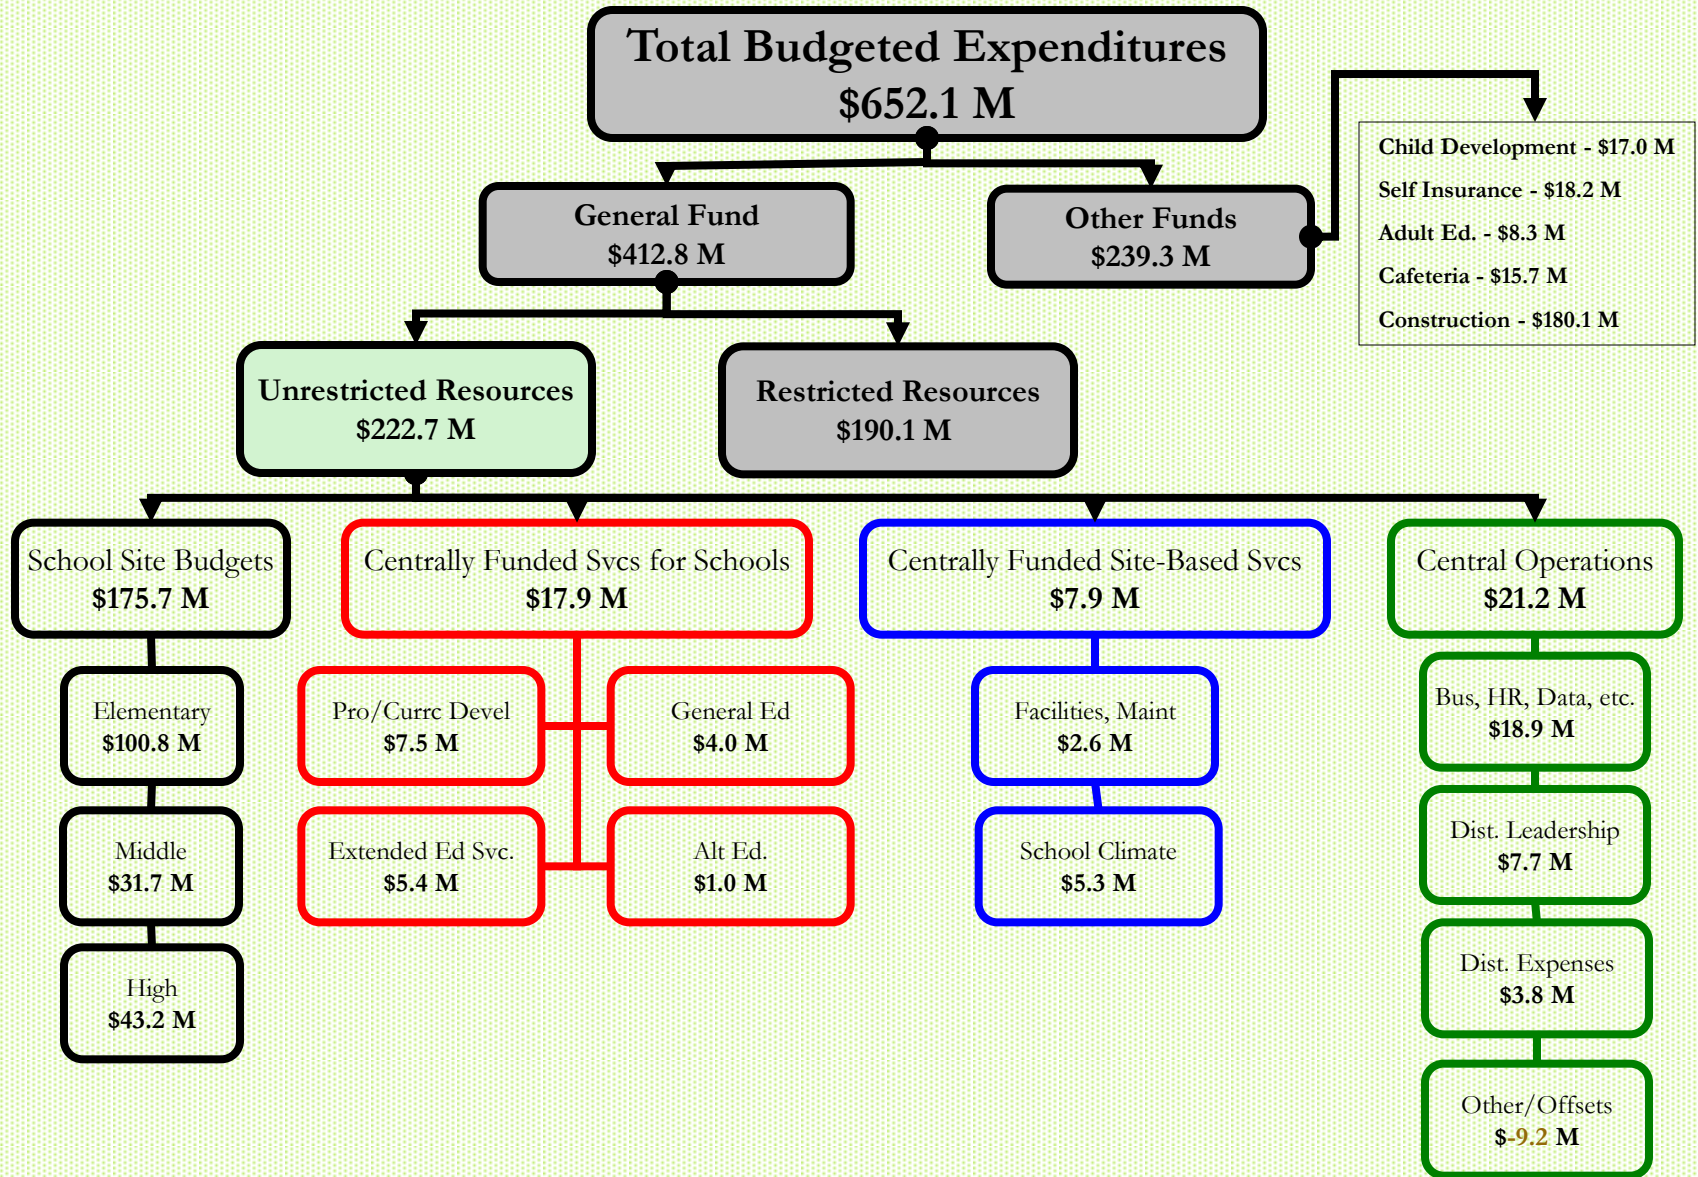 Total Budgeted Expenditures
$652.1 M
General Fund
$412.8 M
Other Funds
$239.3 M
Child Development - $17.0 M
Self Insurance - $18.2 M
Adult Ed. - $8.3 M
Cafeteria - $15.7 M
Construction - $180.1 M
Unrestricted Resources
$222.7 M
Restricted Resources
$190.1 M
School Site Budgets
$175.7 M
Elementary
$100.8 M
Middle
$31.7 M
High
$43.2 M
Centrally Funded Svcs for Schools
$17.9 M
Pro/Currc Devel
$7.5 M
General Ed
$4.0 M
Extended Ed Svc.
$5.4 M
Alt Ed.
$1.0 M
Centrally Funded Site-Based Svcs
$7.9 M
Facilities, Maint
$2.6 M
School Climate
$5.3 M
Central Operations
$21.2 M
Bus, HR, Data, etc.
$18.9 M
Dist. Leadership
$7.7 M
Dist. Expenses
$3.8 M
Other/Offsets
$-9.2 M